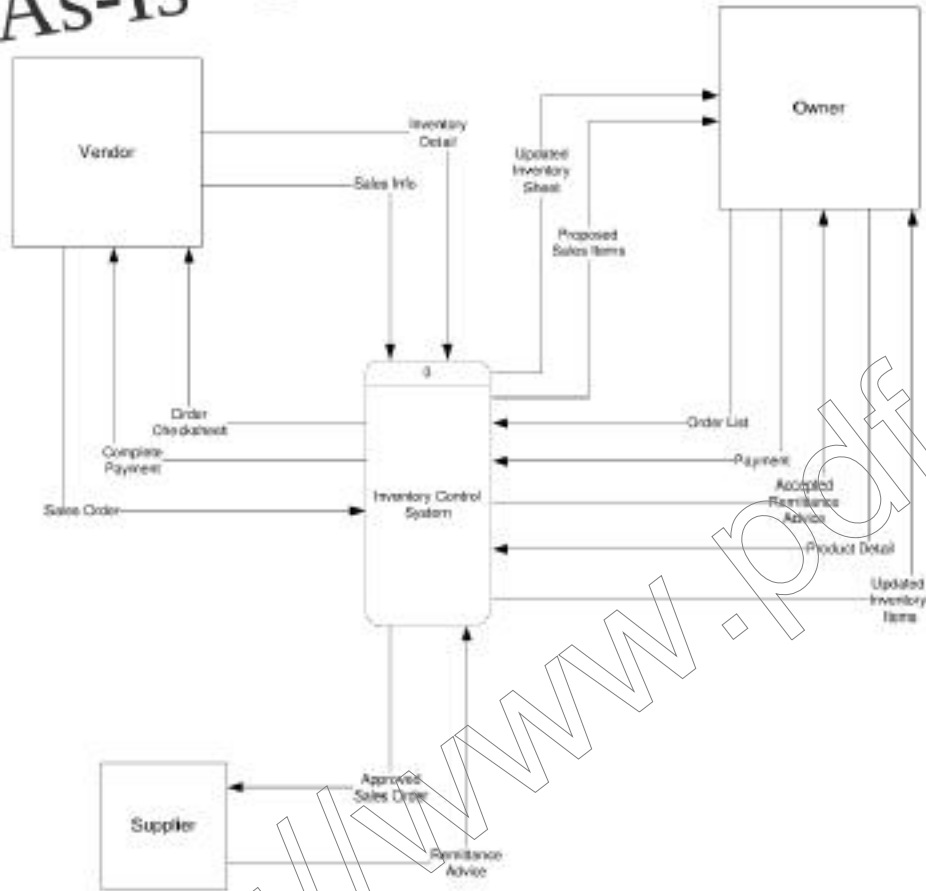 As-Is
Owner
Vendor
Inventory
Detail
Sales Info
Updated
Inventory
Sheet
Proposed
Sales Items
0
Order
Checksheet
Order List
Complete
Payment
Payment
Accepted
Remittance
Advice
Inventory Control
System
Sales Order
Product Detail
Updated
Inventory
Items
Approved
Sales Order
Supplier
Remittance
Advice
//www.pdf